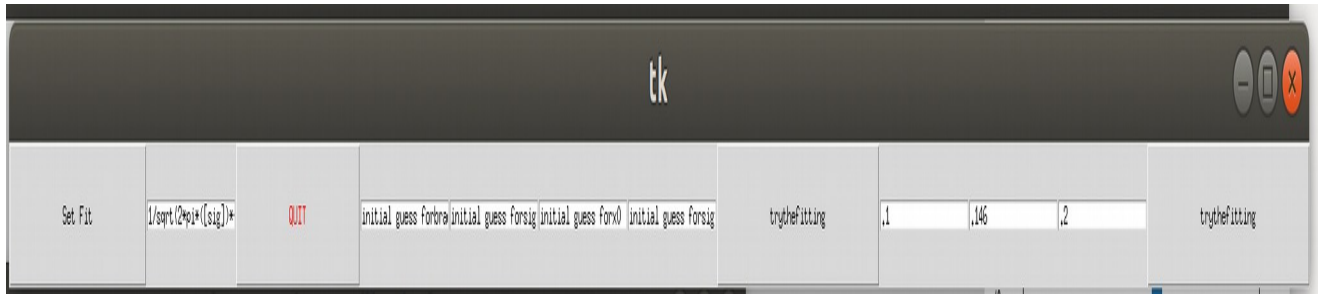 tk
Set Fit 1/sqrt(2*pi*([sig])* QUIT initial guess forbra initial guess forsig initial guess forx0 initial guess forsig trythefitting .1 .146 .2 trythefitting